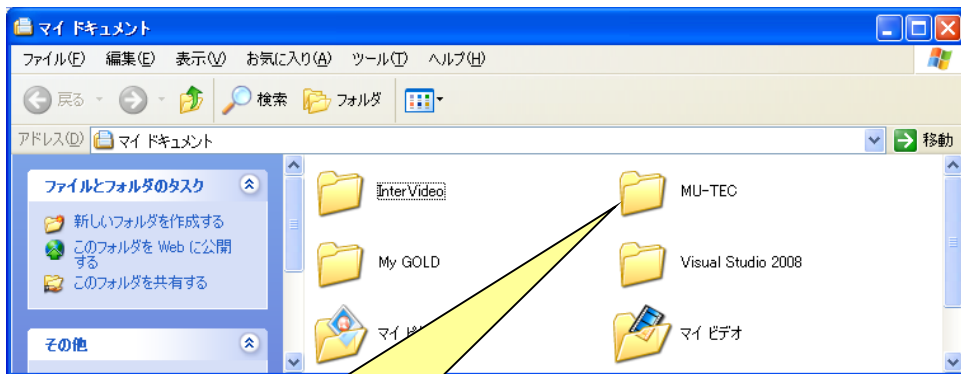 マイ ドキュメント
ファイル(F) 編集(E) 表示(V) お気に入り(A) ツール(T) ヘルプ(H)
戻る 検索 フォルダ
アドレス(D) マイ ドキュメント 移動
ファイルとフォルダのタスク
新しいフォルダを作成する
このフォルダを Web に公開
する
このフォルダを共有する
その他
InterVideo
MU-TEC
My GOLD
Visual Studio 2008
マイ
マイ ビデオ